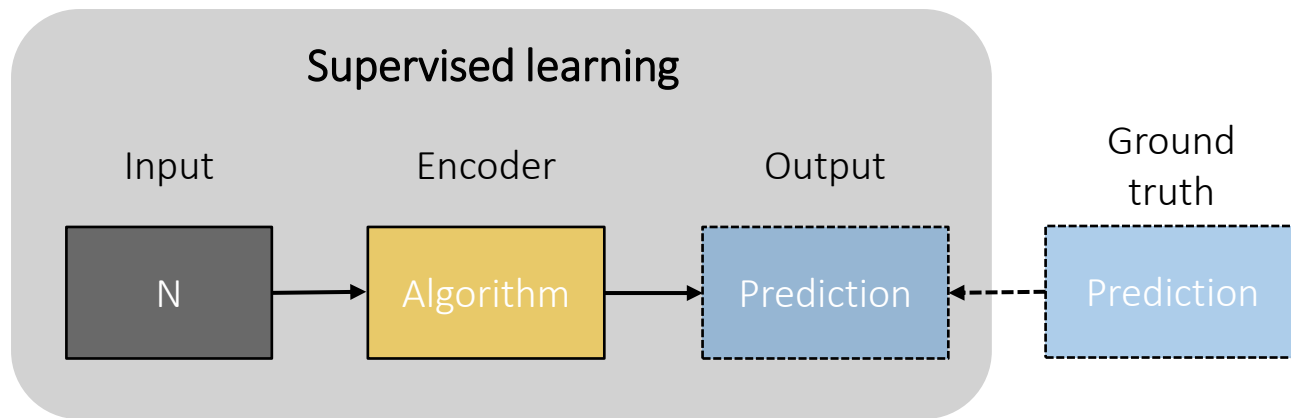 Supervised learning
Input
Encoder
Output
Ground
truth
N
Algorithm
Prediction
Prediction